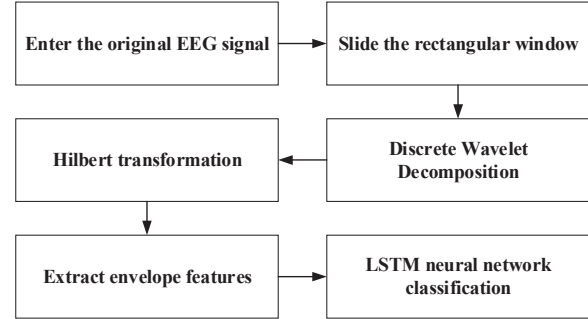 Enter the original EEG signal
Slide the rectangular window
Hilbert transformation
Discrete Wavelet
Decomposition
Extract envelope features
LSTM neural network
classification